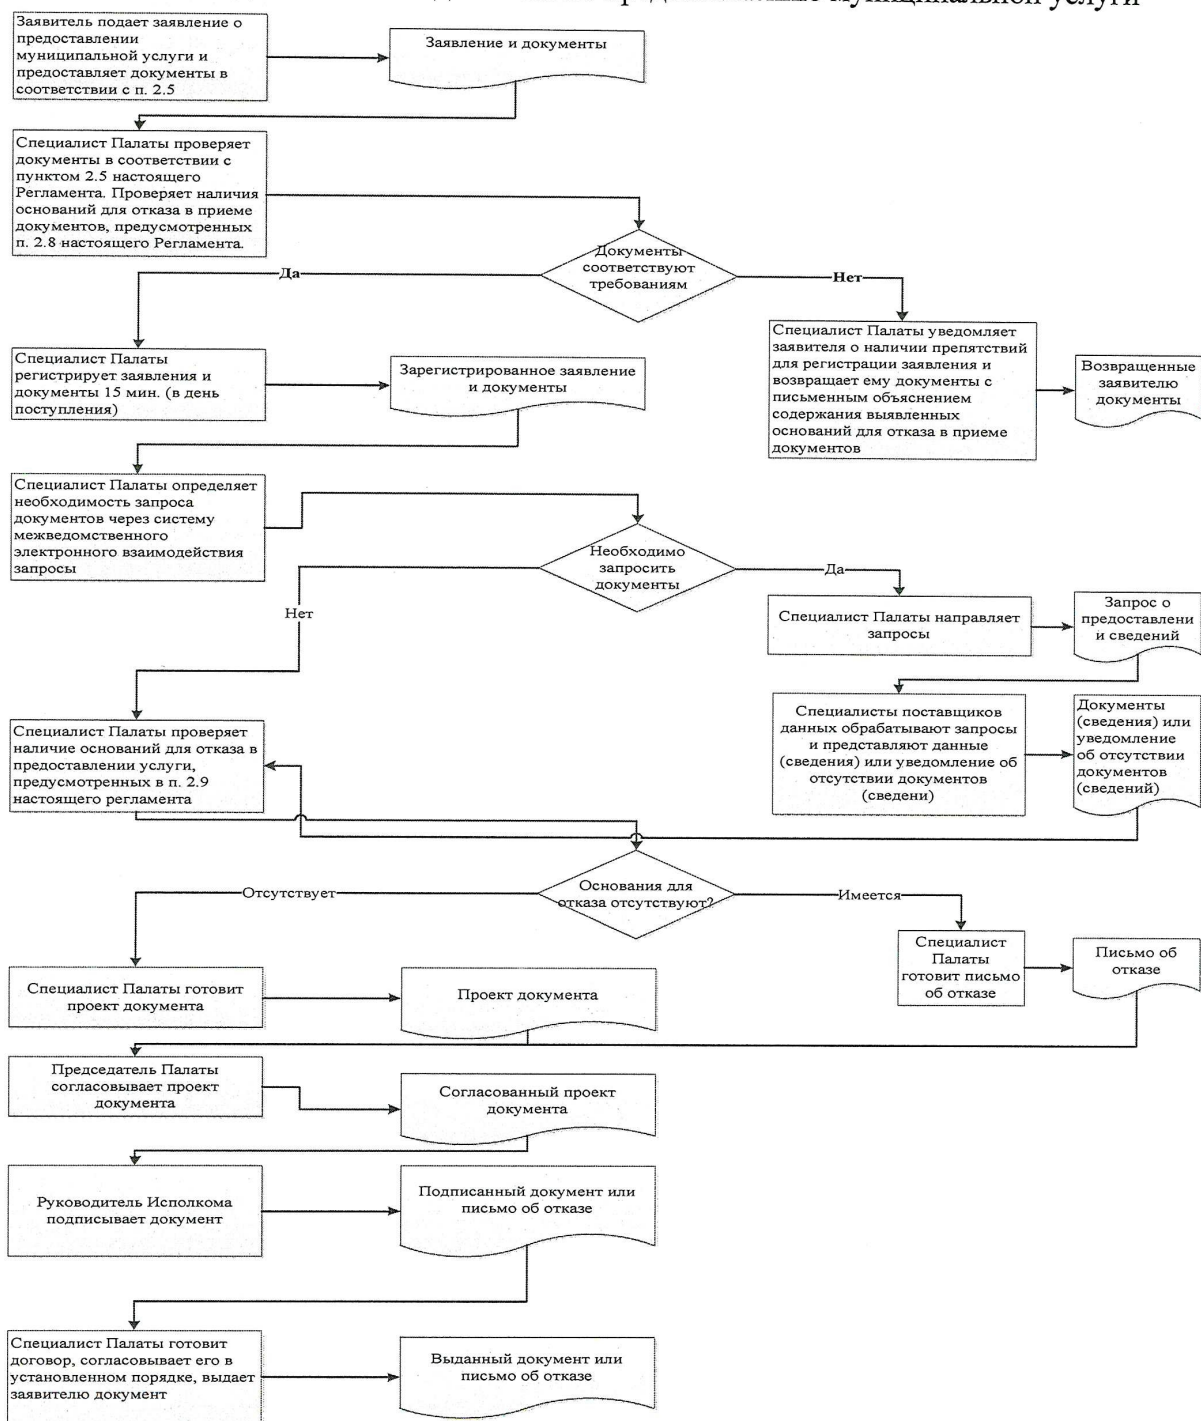 муниципальной услуги
Заявитель подает заявление о
предоставлении
муниципальной услуги и
предоставляет документы в
соответствии с п. 2.5
Заявление и документы
Специалист Палаты проверяет
документы в соответствии с
пунктом 2.5 настоящего
Регламента. Проверяет наличия
оснований для отказа в приеме
документов, предусмотренных
п. 2.8 настоящего Регламента.
Документы
соответствуют
требованиям
Да
Нет
Специалист Палаты
регистрирует заявления и
документы 15 мин. (в день
поступления)
Зарегистрированное заявление
и документы
Специалист Палаты уведомляет
заявителя о наличии препятствий
для регистрации заявления и
возвращает ему документы с
письменным объяснением
содержания выявленных
оснований для отказа в приеме
документов
Возвращенные
заявителю
документы
Специалист Палаты определяет
необходимость запроса
документов через систему
межведомственного
электронного взаимодействия
запросы
Необходимо
запросить
документы
Да
Нет
Специалист Палаты направляет
запросы
Запрос о
предоставлени
и сведений
Специалист Палаты проверяет
наличие оснований для отказа в
предоставлении услуги,
предусмотренных в п. 2.9
настоящего регламента
Специалисты поставщиков
данных обрабатывают запросы
и представляют данные
(сведения) или уведомление об
отсутствии документов
(сведени)
Документы
(сведения) или
уведомление
об отсутствии
документов
(сведений)
Основания для
отказа отсутствуют?
Отсутствует
Имеется
Специалист
Палаты
готовит письмо
об отказе
Письмо об
отказе
Специалист Палаты готовит
проект документа
Проект документа
Председатель Палаты
согласовывает проект
документа
Согласованный проект
документа
Руководитель Исполкома
подписывает документ
Подписанный документ или
письмо об отказе
Специалист Палаты готовит
договор, согласовывает его в
установленном порядке, выдает
заявителю документ
Выданный документ или
письмо об отказе